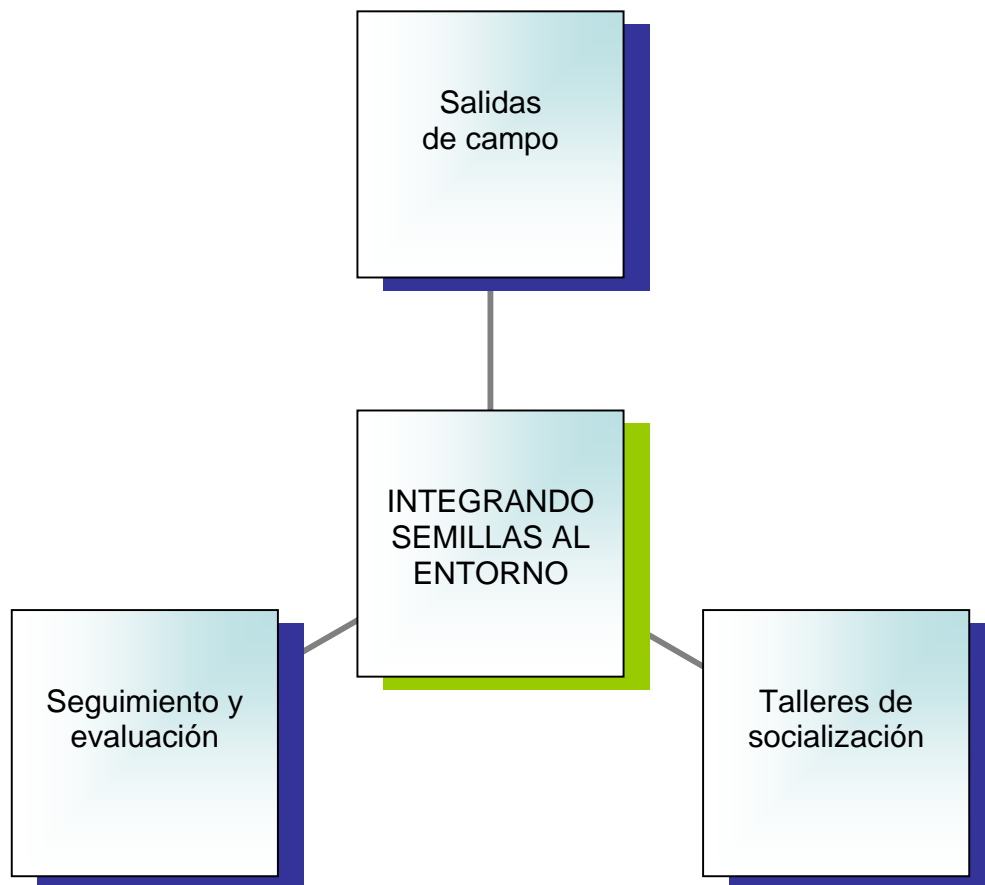 Salidas
de campo
INTEGRANDO
SEMILLAS AL
ENTORNO
Seguimiento y
evaluación
Talleres de
socialización